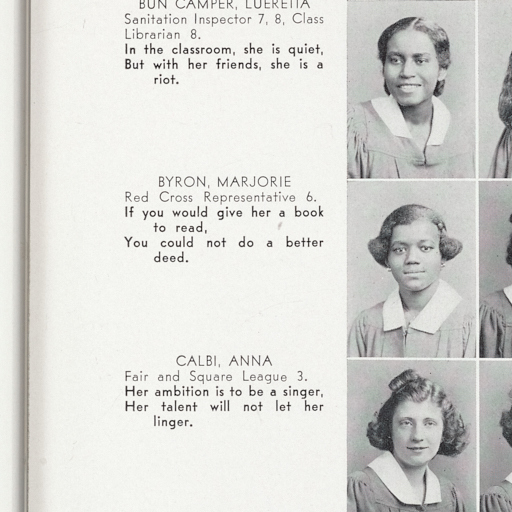 BUN CAMPER, LUERETIA
Sanitation Inspector 7, 8, Class
Librarian 8.
In the classroom, she is quiet,
But with her friends, she is a
riot.
BYRON, MARJORIE
Red Cross Representative 6.
If you would give her a book
to read,
You could not do a better
deed.
CALBI, ANNA
Fair and Square League 3.
Her ambition is to be a singer,
Her talent will not let her
linger.